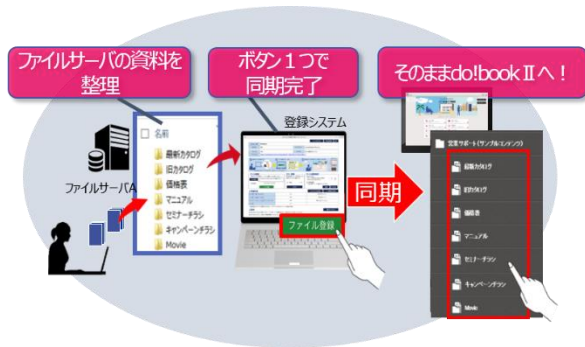 ファイルサーバの資料を
整理
ボタン１つで
同期完了
そのままdo!bookⅡへ！
名前
最新カタログ
旧カタログ
価格表
マニュアル
セミナーチラシ
キャンペーンチラシ
Movie
ファイルサーバA
登録システム
ファイル登録
同期
営業サポート(サンプルコンテンツ)
最新カタログ
旧カタログ
価格表
マニュアル
セミナーチラシ
キャンペーンチラシ
Movie